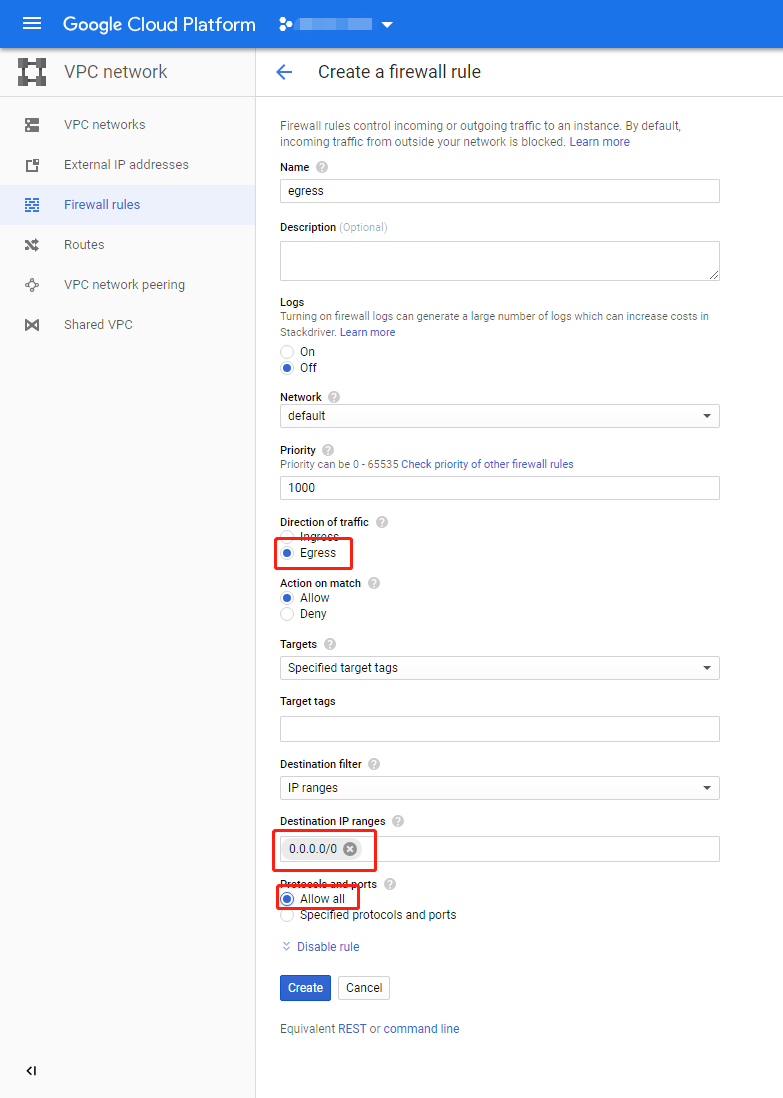 Google Cloud Platform
VPC network
Create a firewall rule
VPC networks
External IP addresses
Firewall rules
Routes
VPC network peering
Shared VPC
Firewall rules control incoming or outgoing traffic to an instance. By default,
incoming traffic from outside your network is blocked. Learn more
Name
egress
Description (Optional)
Logs
Turning on firewall logs can generate a large number of logs which can increase costs in
Stackdriver. Learn more
On
Off
Network
default
Priority
Priority can be 0 - 65535 Check priority of other firewall rules
1000
Direction of traffic
Ingress
Egress
Action on match
Allow
Deny
Targets
Specified target tags
Target tags
Destination filter
IP ranges
Destination IP ranges
0.0.0.0/0
Protocols and ports
Allow all
Specified protocols and ports
Disable rule
Create Cancel
Equivalent REST or command line